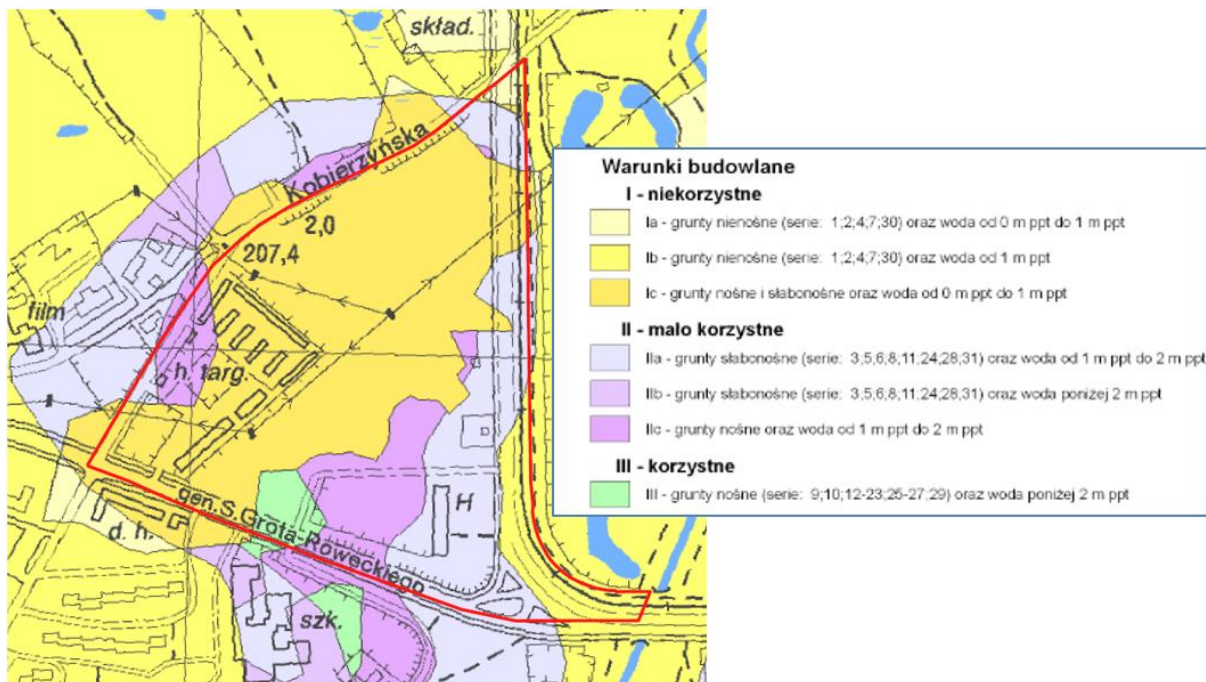 skład.
Kobierzyńska
2,0
207,4
film
h. targ.
gen.S.Grota-Roweckiego
d. h.
H
szk.
Warunki budowlane
I - niekorzystne
Ia - grunty nienośne (serie: 1;2;4;7;30) oraz woda od 0 m ppt do 1 m ppt
Ib - grunty nienośne (serie: 1;2;4;7;30) oraz woda od 1 m ppt
Ic - grunty nośne i słabonośne oraz woda od 0 m ppt do 1 m ppt
II - malo korzystne
IIa - grunty słabonośne (serie: 3,5,6,8;11,24,28,31) oraz woda od 1 m ppt do 2 m ppt
IIb - grunty słabonośne (serie: 3,5,6,8;11,24,28,31) oraz woda poniżej 2 m ppt
IIc - grunty nośne oraz woda od 1 m ppt do 2 m ppt
III - korzystne
III - grunty nośne (serie: 9;10;12-23;25-27;29) oraz woda poniżej 2 m ppt